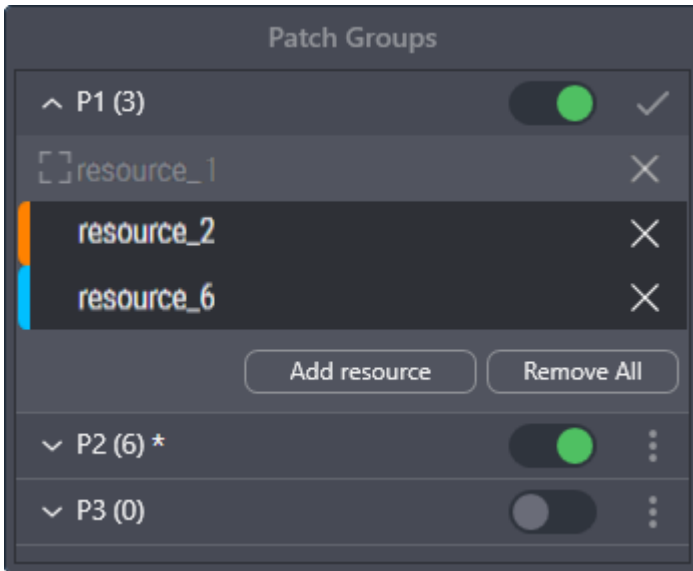 Patch Groups
P1 (3)
resource_1
resource_2
resource_6
Add resource Remove All
P2 (6) *
P3 (0)